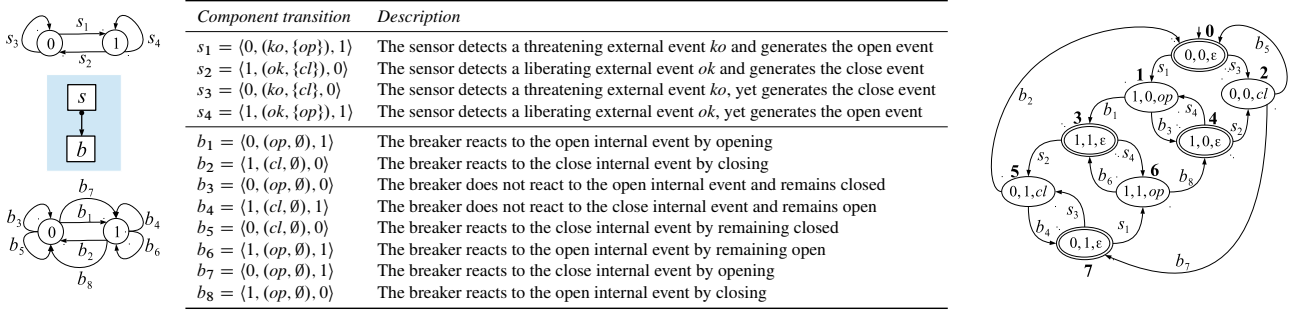 s1
0
1
s3
s4
s2
s
b
b7
b3
b1
b4
0
1
b5
b2
b6
b8
Component transition Description
s1 = ⟨0, (ko, {op}), 1⟩ The sensor detects a threatening external event ko and generates the open event
s2 = ⟨1, (ok, {cl}), 0⟩ The sensor detects a liberating external event ok and generates the close event
s3 = ⟨0, (ko, {cl}, 0⟩ The sensor detects a threatening external event ko, yet generates the close event
s4 = ⟨1, (ok, {op}), 1⟩ The sensor detects a liberating external event ok, yet generates the open event
b1 = ⟨0, (op, ∅), 1⟩ The breaker reacts to the open internal event by opening
b2 = ⟨1, (cl, ∅), 0⟩ The breaker reacts to the close internal event by closing
b3 = ⟨0, (op, ∅), 0⟩ The breaker does not react to the open internal event and remains closed
b4 = ⟨1, (cl, ∅), 1⟩ The breaker does not react to the close internal event and remains open
b5 = ⟨0, (cl, ∅), 0⟩ The breaker reacts to the close internal event by remaining closed
b6 = ⟨1, (op, ∅), 1⟩ The breaker reacts to the open internal event by remaining open
b7 = ⟨0, (op, ∅), 1⟩ The breaker reacts to the close internal event by opening
b8 = ⟨1, (op, ∅), 0⟩ The breaker reacts to the open internal event by closing
0
b5
0,0,ε
s1
s3
1
2
b2
1,0,op
0,0,cl
3
b1
s4
4
b3
s2
1,1,ε
1,0,ε
s2
s4
5
6
b6
b8
0,1,cl
1,1,op
s3
b4
s1
0,1,ε
b7
7